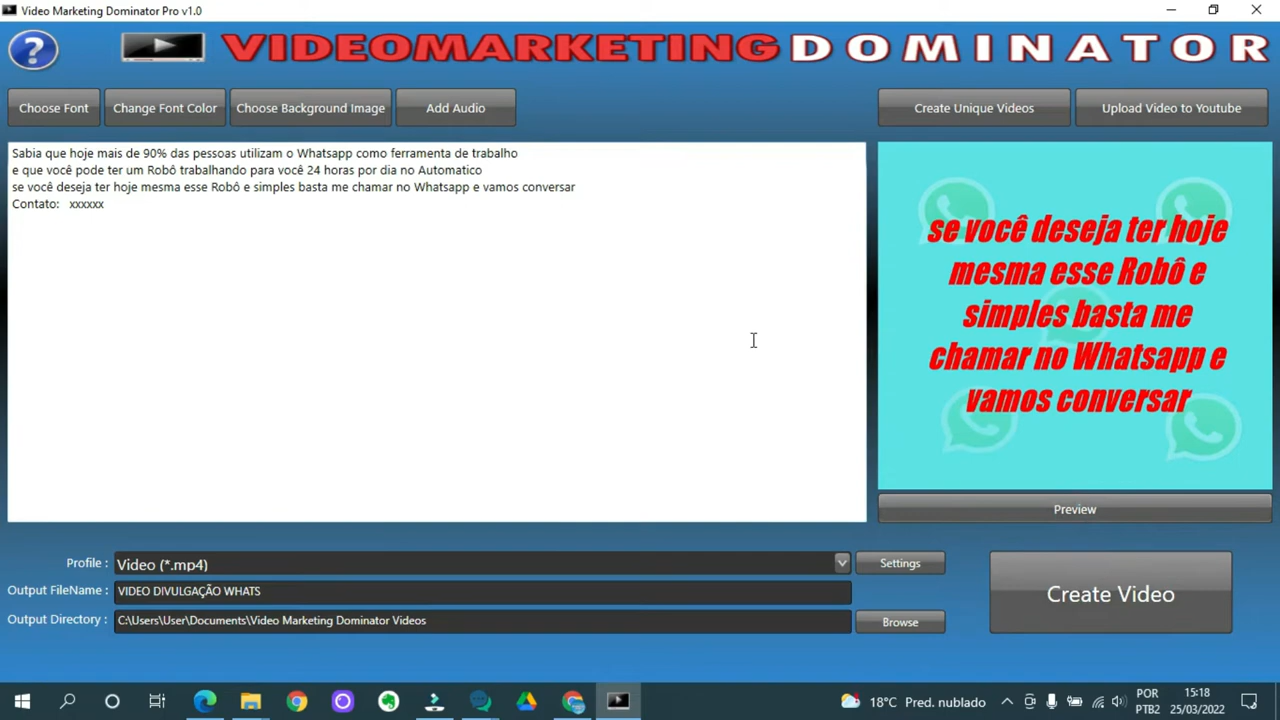 Video Marketing Dominator Pro v1.0
?
VIDEOMARKETINGDOMINATOR
Choose Font
Change Font Color
Choose Background Image
Add Audio
Create Unique Videos
Upload Video to Youtube
Sabia que hoje mais de 90% das pessoas utilizam o Whatsapp como ferramenta de trabalho
e que você pode ter um Robô trabalhando para você 24 horas por dia no Automatico
se você deseja ter hoje mesma esse Robô e simples basta me chamar no Whatsapp e vamos conversar
Contato: xxxxxx
se você deseja ter hoje
mesma esse Robô e
simples basta me
chamar no Whatsapp e
vamos conversar
Preview
Profile :
Video (*.mp4)
Settings
Output FileName :
VIDEO DIVULGAÇÃO WHATS
Output Directory :
C:\Users\User\Documents\Video Marketing Dominator Videos
Browse
Create Video
18°C Pred. nublado
POR
PTB2
15:18
25/03/2022